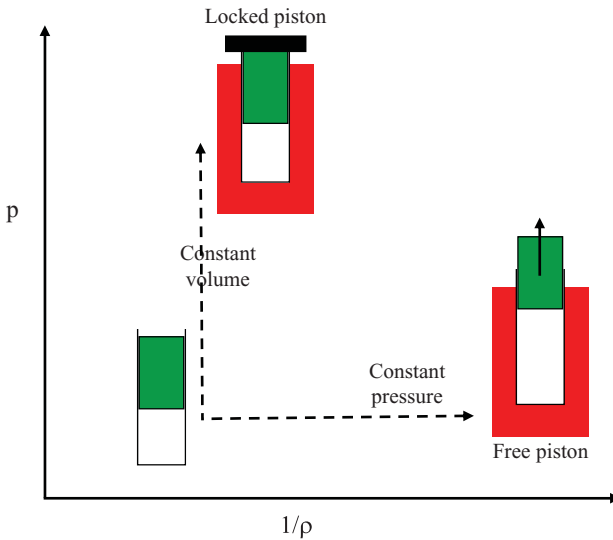 Locked piston
p
Constant
volume
Constant
pressure
Free piston
1/ρ